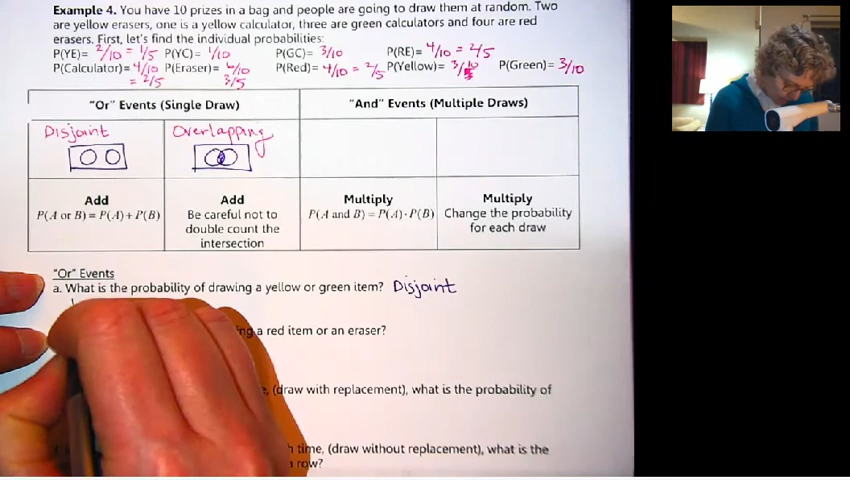 Example 4. You have 10 prizes in a bag and people are going to draw them at random. Two
are yellow erasers, one is a yellow calculator, three are green calculators and four are red
erasers. First, let's find the individual probabilities:
P(YE)= 2/10 = 1/5 P(YC)= 1/10 P(GC)= 3/10 P(RE)= 4/10 = 2/5
P(Calculator)= 4/10 P(Eraser)= 6/10 P(Red)= 4/10 = 2/5 P(Yellow)= 3/10 P(Green)= 3/10
= 2/5 3/5
"Or" Events (Single Draw) "And" Events (Multiple Draws)
Disjoint Overlapping
Add Add Multiply Multiply
P(A or B) = P(A) + P(B) Be careful not to P(A and B) = P(A) · P(B) Change the probability
double count the for each draw
intersection
"Or" Events
a. What is the probability of drawing a yellow or green item? Disjoint
ng a red item or an eraser?
e, (draw with replacement), what is the probability of
h time, (draw without replacement), what is the
a row?